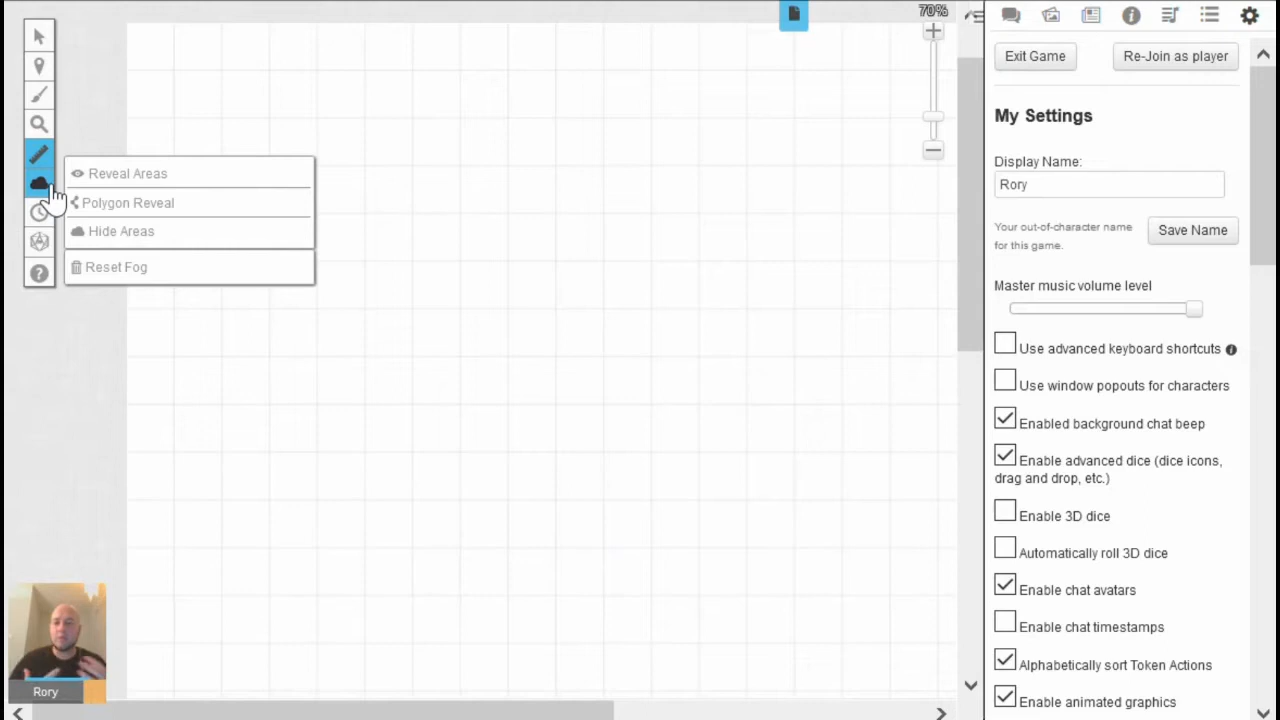 70%
Reveal Areas
Polygon Reveal
Hide Areas
Reset Fog
Rory
Exit Game
Re-Join as player
My Settings
Display Name:
Rory
Your out-of-character name
for this game.
Save Name
Master music volume level
Use advanced keyboard shortcuts
Use window popouts for characters
Enabled background chat beep
Enable advanced dice (dice icons,
drag and drop, etc.)
Enable 3D dice
Automatically roll 3D dice
Enable chat avatars
Enable chat timestamps
Alphabetically sort Token Actions
Enable animated graphics